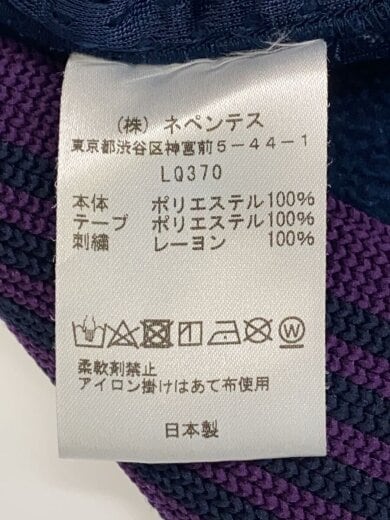 (株) ネペンテス
東京都渋谷区神宮前5-44-1
LQ370
本体 ポリエステル100%
テープ ポリエステル100%
刺繍 レーヨン 100%
W
柔軟剤禁止
アイロン掛けはあて布使用
日本製